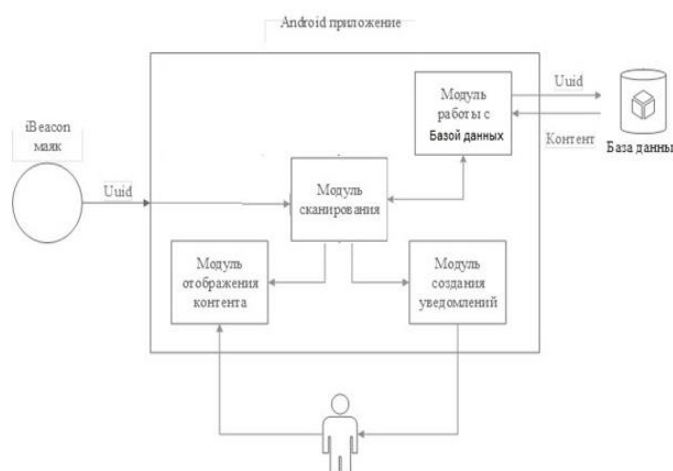 Android приложение
Модуль
работы с
Базой данных
Uuid
Контент
База данны
iBeacon
маяк
Uuid
Модуль
сканирования
Модуль
отображения
контента
Модуль
создания
уведомлений